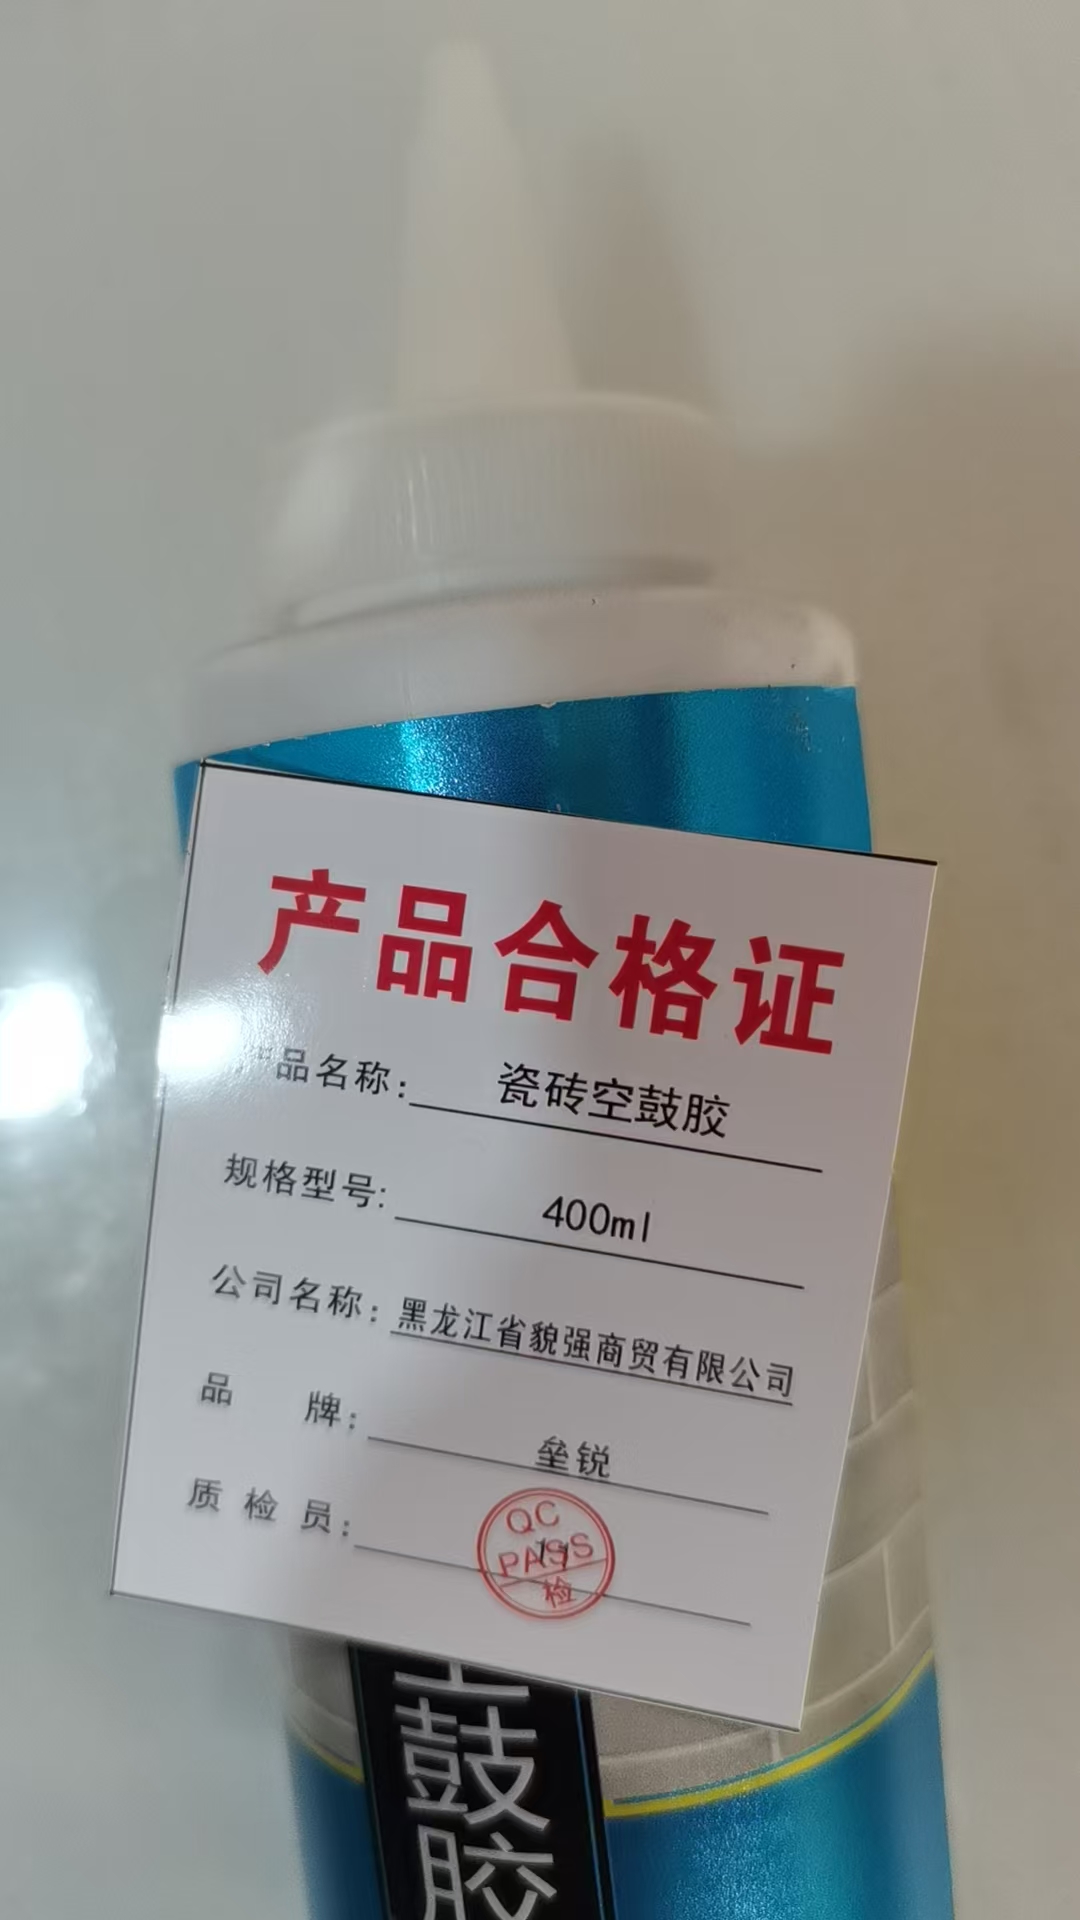 产品合格证
产品名称：瓷砖空鼓胶
规格型号：400ml
公司名称：黑龙江省貌强商贸有限公司
品 牌：垒锐
质检员：
QC
PASS
检
鼓
胶